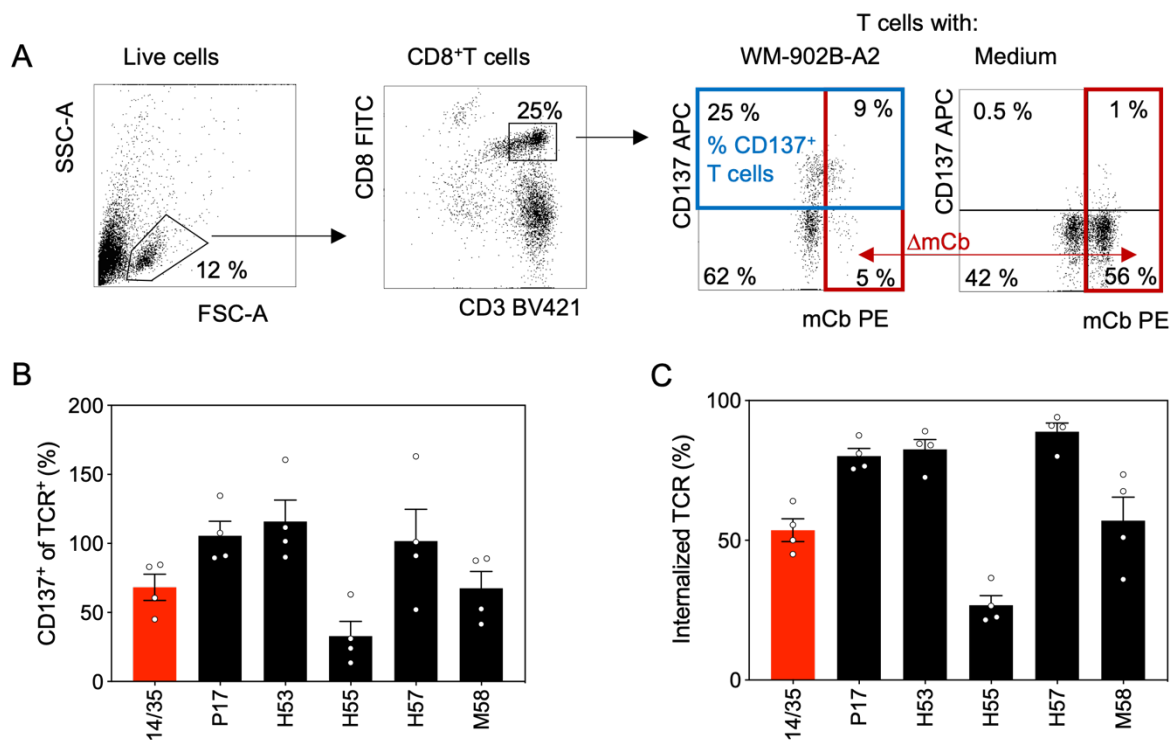 T cells with:
A
Live cells
CD8⁺T cells
WM-902B-A2
Medium
SSC-A
12 %
FSC-A
CD8 FITC
25%
CD3 BV421
CD137 APC
25 %
9 %
% CD137⁺
T cells
62 %
5 %
mCb PE
ΔmCb
CD137 APC
0.5 %
1 %
42 %
56 %
mCb PE
B
CD137⁺ of TCR⁺ (%)
200
150
100
50
0
14/35
P17
H53
H55
H57
M58
C
Internalized TCR (%)
100
50
0
14/35
P17
H53
H55
H57
M58